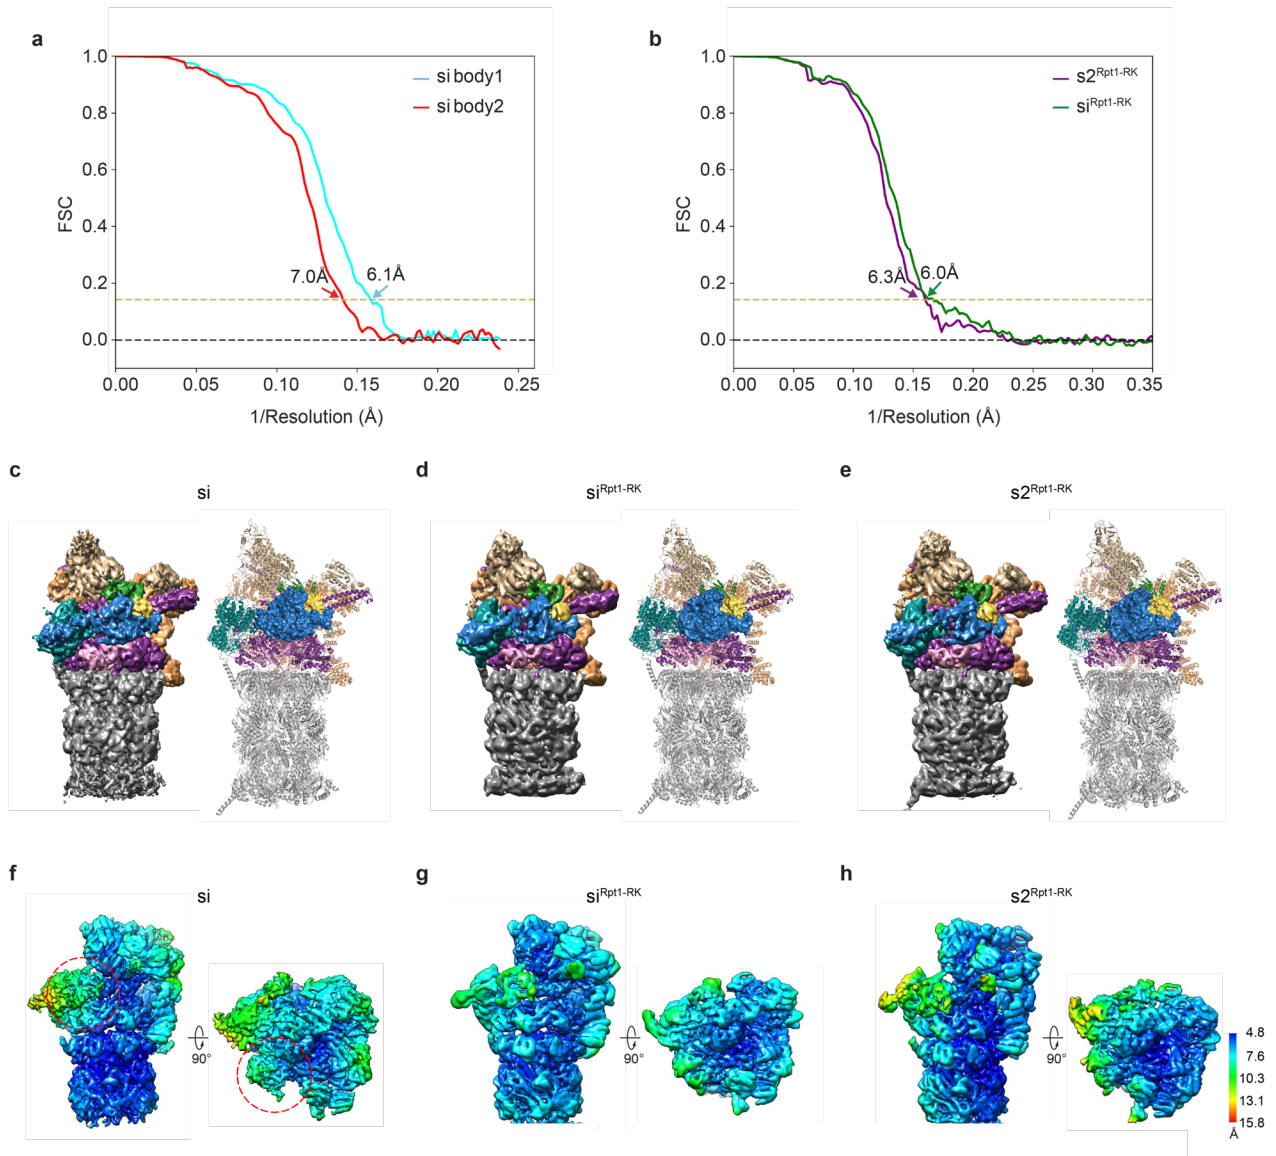 a
1.0
0.8
0.6
0.4
0.2
0.0
FSC
si body1
si body2
7.0Å
6.1Å
0.00 0.05 0.10 0.15 0.20 0.25
1/Resolution (Å)
b
1.0
0.8
0.6
0.4
0.2
0.0
FSC
s2Rpt1-RK
siRpt1-RK
6.3Å
6.0Å
0.00 0.05 0.10 0.15 0.20 0.25 0.30 0.35
1/Resolution (Å)
c
si
d
siRpt1-RK
e
s2Rpt1-RK
f
si
90°
g
siRpt1-RK
90°
h
s2Rpt1-RK
90°
4.8
7.6
10.3
13.1
15.8
Å